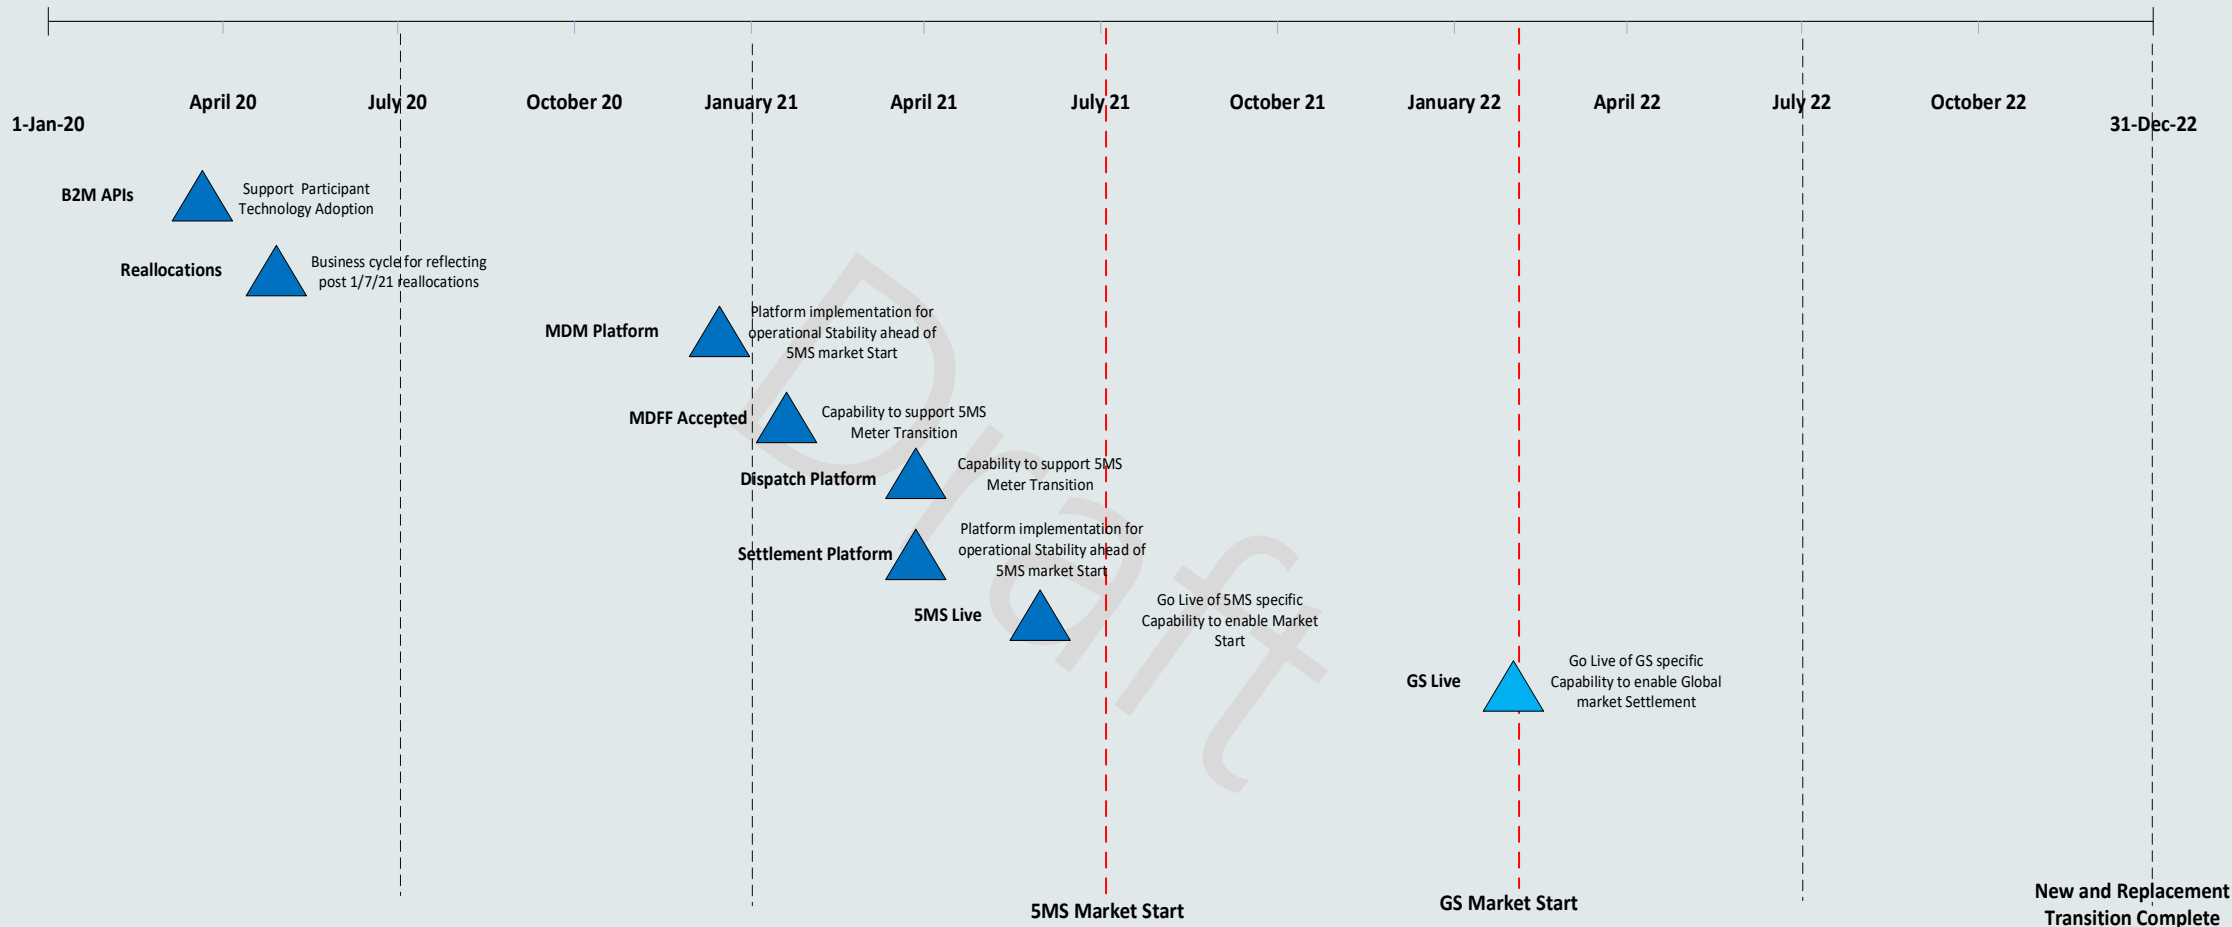 April 20
July 20
October 20
January 21
April 21
July 21
October 21
January 22
April 22
July 22
October 22
1-Jan-20
31-Dec-22
B2M APIs
Support Participant
Technology Adoption
Reallocations
Business cycle for reflecting
post 1/7/21 reallocations
MDM Platform
Platform implementation for
operational Stability ahead of
5MS market Start
MDFF Accepted
Capability to support 5MS
Meter Transition
Dispatch Platform
Capability to support 5MS
Meter Transition
Settlement Platform
Platform implementation for
operational Stability ahead of
5MS market Start
5MS Live
Go Live of 5MS specific
Capability to enable Market
Start
GS Live
Go Live of GS specific
Capability to enable Global
market Settlement
Draft
5MS Market Start
GS Market Start
New and Replacement
Transition Complete